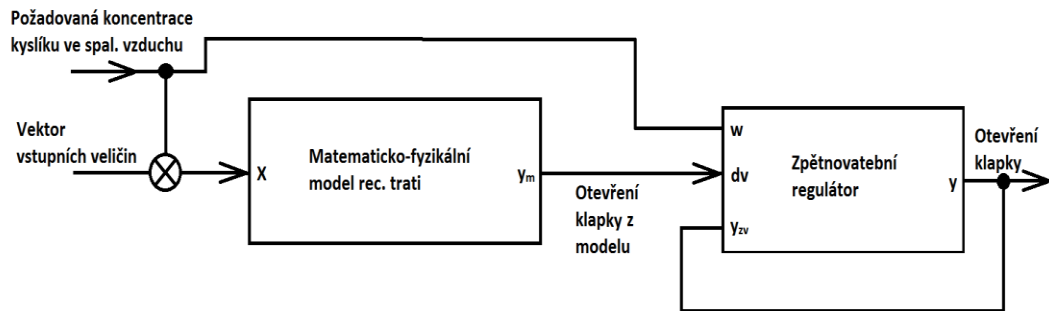 Požadovaná koncentrace
kyslíku ve spal. vzduchu
Vektor
vstupních veličin
X
Matematicko-fyzikální
model rec. trati
ym
Otevření
klapky z
modelu
w
dv
yzv
Zpětnovatební
regulátor
y
Otevření
klapky